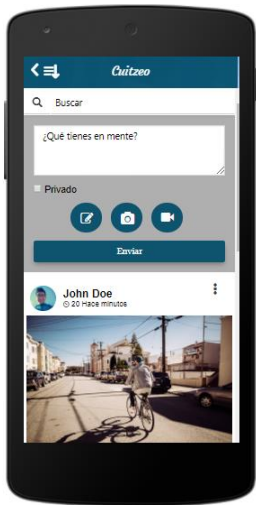 Cuitzeo
Buscar
¿Qué tienes en mente?
Privado
Enviar
John Doe
20 Hace minutos